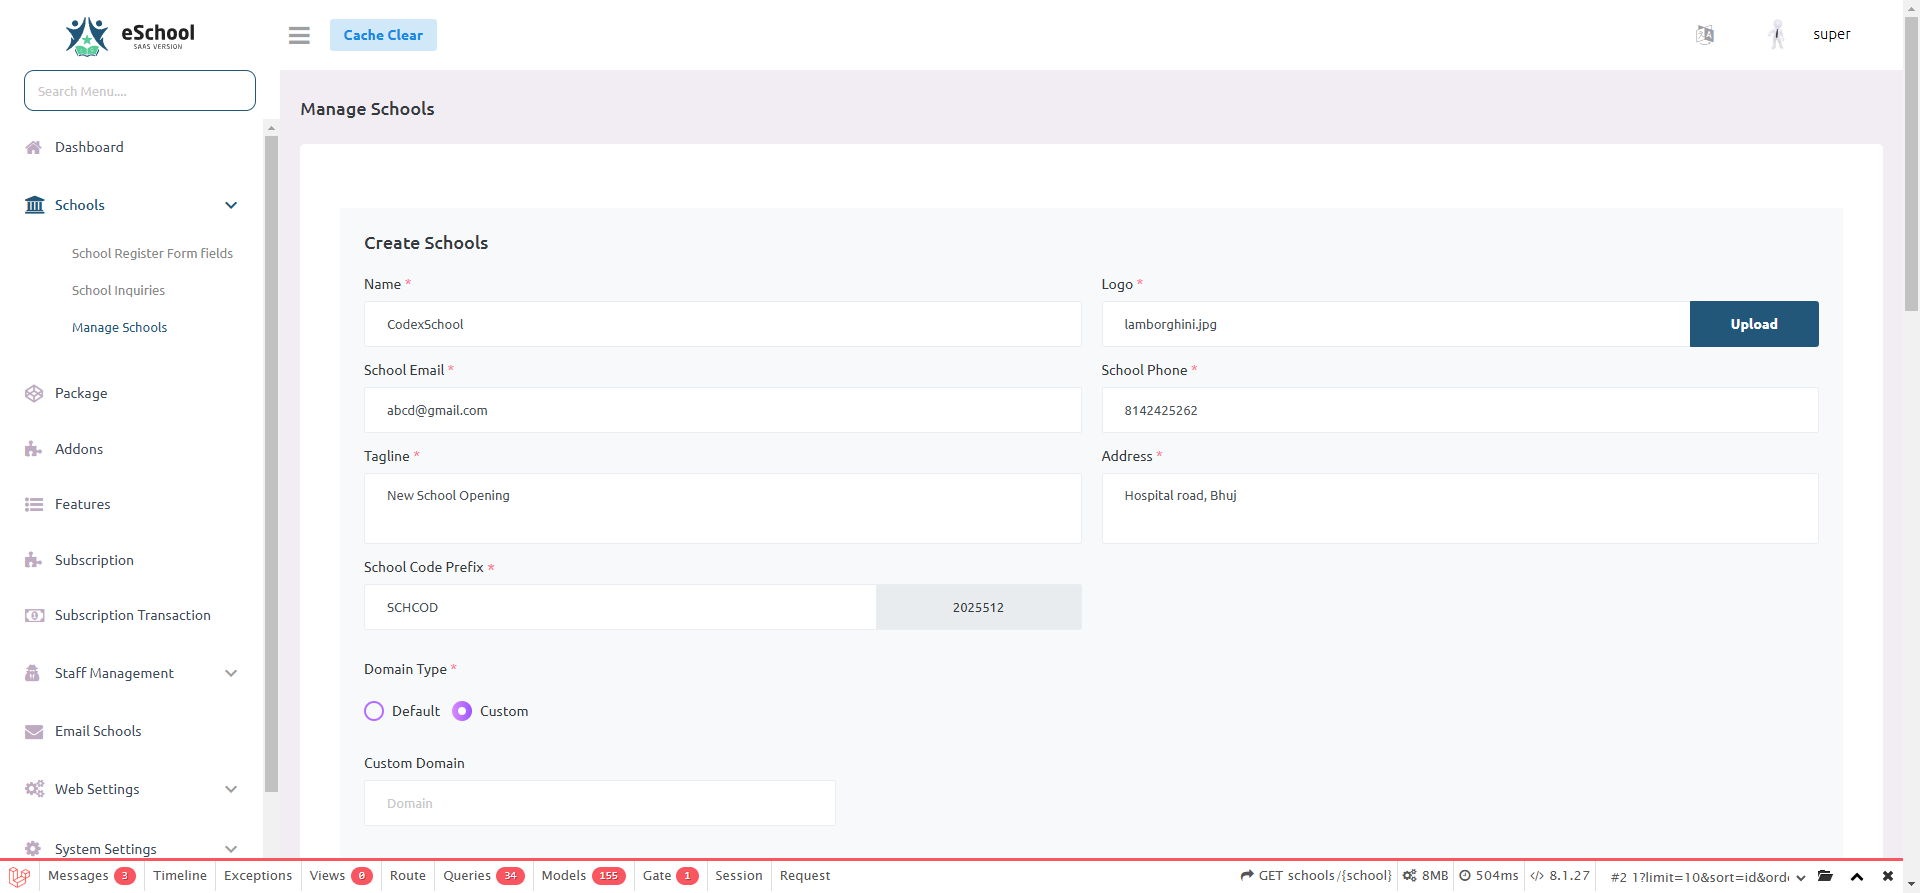 eSchool
SAAS VERSION
Cache Clear
super
Search Menu....
Dashboard
Schools
School Register Form fields
School Inquiries
Manage Schools
Package
Addons
Features
Subscription
Subscription Transaction
Staff Management
Email Schools
Web Settings
System Settings
Manage Schools
Create Schools
Name *
Logo *
CodexSchool
lamborghini.jpg
Upload
School Email *
School Phone *
abcd@gmail.com
8142425262
Tagline *
Address *
New School Opening
Hospital road, Bhuj
School Code Prefix *
SCHCOD
2025512
Domain Type *
Default
Custom
Custom Domain
Domain
Messages 3
Timeline
Exceptions
Views 0
Route
Queries 34
Models 155
Gate 1
Session
Request
GET schools/{school}
8MB
504ms
8.1.27
#2 1?limit=10&sort=id&orde